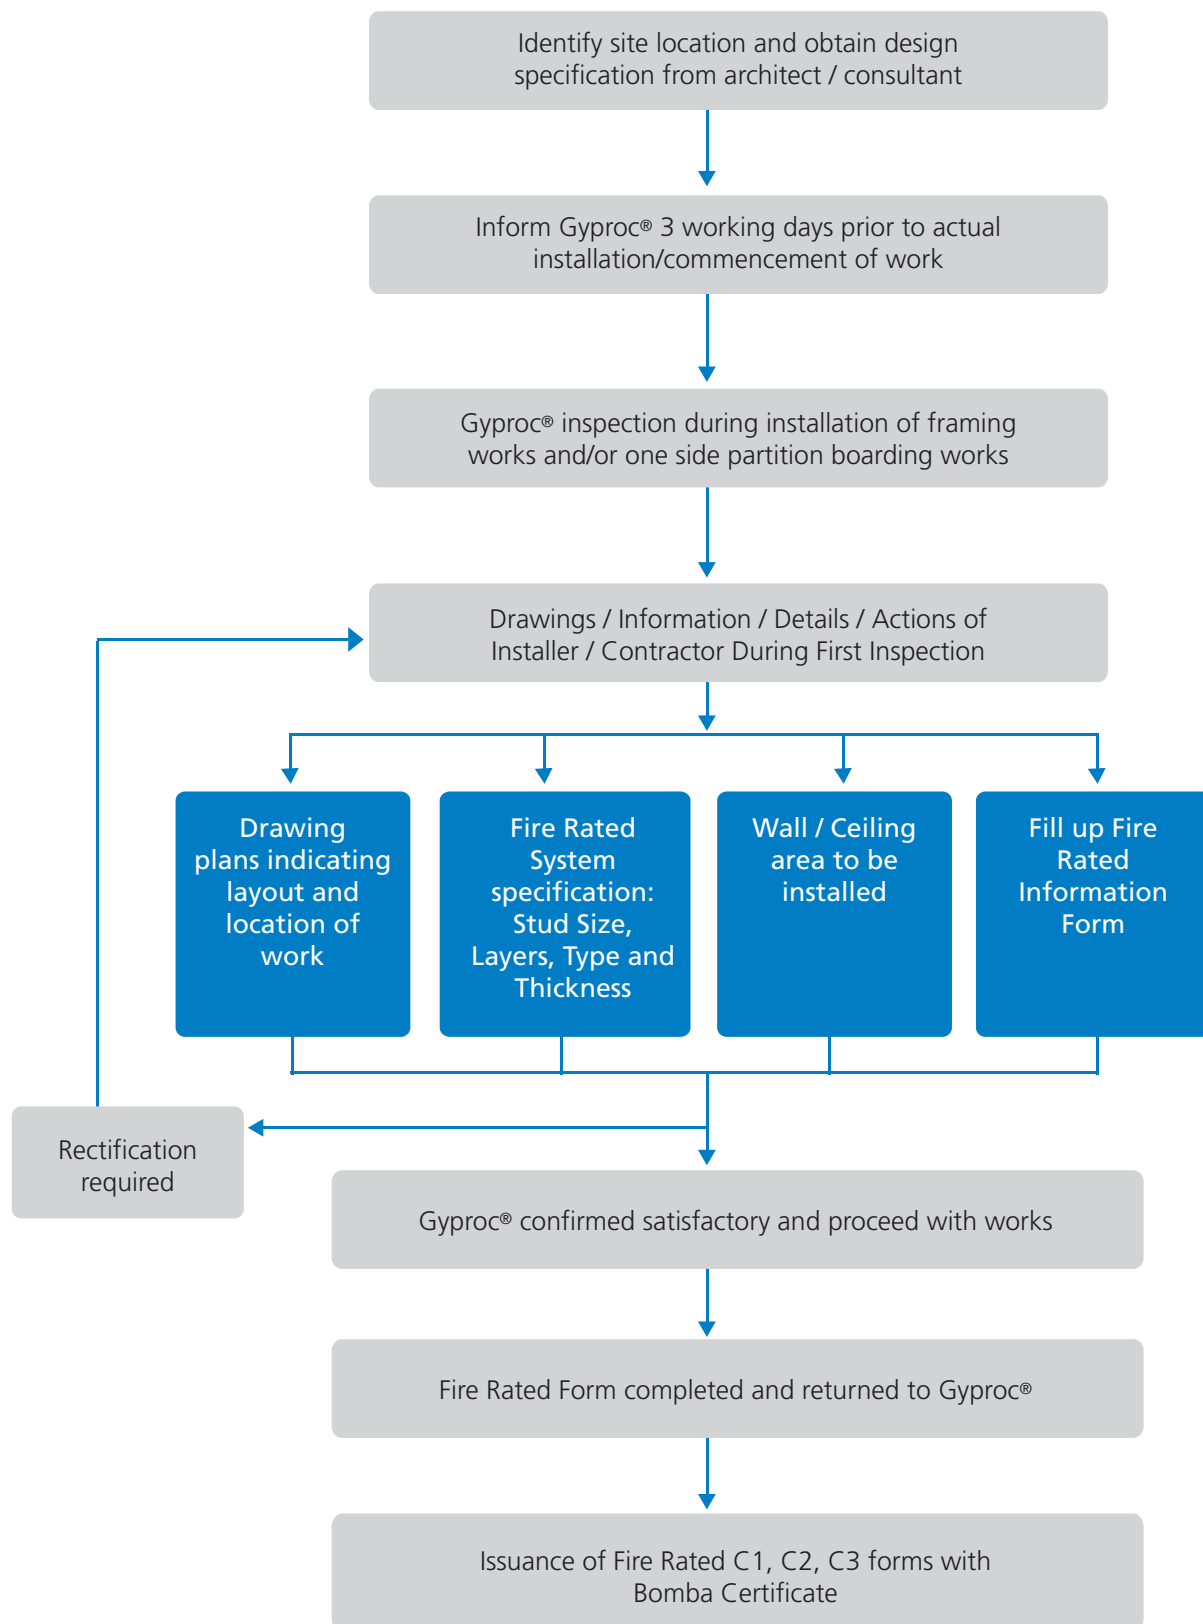 Identify site location and obtain design
specification from architect / consultant
Inform Gyproc® 3 working days prior to actual
installation/commencement of work
Gyproc® inspection during installation of framing
works and/or one side partition boarding works
Drawings / Information / Details / Actions of
Installer / Contractor During First Inspection
Drawing
plans indicating
layout and
location of
work
Fire Rated
System
specification:
Stud Size,
Layers, Type and
Thickness
Wall / Ceiling
area to be
installed
Fill up Fire
Rated
Information
Form
Rectification
required
Gyproc® confirmed satisfactory and proceed with works
Fire Rated Form completed and returned to Gyproc®
Issuance of Fire Rated C1, C2, C3 forms with
Bomba Certificate